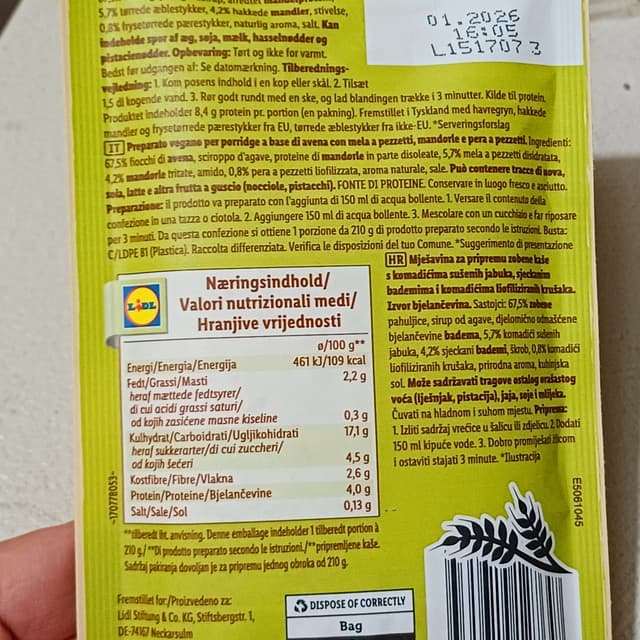 5,7% tørrede æblestykker, 4,2% hakkede mandler, stivelse,
0,8% frysetørrede pærestykker, naturlig aroma, salt. Kan
indeholde spor af æg, soja, mælk, hasselnødder og
pistacienødder. Opbevaring: Tørt og ikke for varmt.
Bedst før udgangen af: Se datomærkning. Tilberednings-
vejledning: 1. Kom posens indhold i en kop eller skål. 2. Tilsæt
1,5 dl kogende vand. 3. Rør godt rundt med en ske, og lad blandingen trække i 3 minutter. Kilde til protein.
Produktet indeholder 8,4 g protein pr. portion (en pakning). Fremstillet i Tyskland med havregryn, hakkede
mandler og frysetørrede pærestykker fra EU, tørrede æblestykker fra ikke-EU. *Serveringsforslag
01.2026
16:05
L1517073
IT Preparato vegano per porridge a base di avena con mela a pezzetti, mandorle e pera a pezzetti. Ingredienti:
67,5% fiocchi di avena, sciroppo d'agave, proteine di mandorle in parte disoleate, 5,7% mela a pezzetti disidratata,
4,2% mandorle tritate, amido, 0,8% pera a pezzetti liofilizzata, aroma naturale, sale. Può contenere tracce di uova,
soia, latte e altra frutta a guscio (nocciole, pistacchi). FONTE DI PROTEINE. Conservare in luogo fresco e asciutto.
Preparazione: il prodotto va preparato con l'aggiunta di 150 ml di acqua bollente. 1. Versare il contenuto della
confezione in una tazza o ciotola. 2. Aggiungere 150 ml di acqua bollente. 3. Mescolare con un cucchiaio e far riposare
per 3 minuti. Da questa confezione si ottiene 1 porzione da 210 g di prodotto preparato secondo le istruzioni. Busta:
C/LDPE 81 (Plastica). Raccolta differenziata. Verifica le disposizioni del tuo Comune. *Suggerimento di presentazione
HR Mješavina za pripremu zobene kaše
s komadićima sušenih jabuka, sjeckanim
bademima i komadićima liofiliziranih krušaka.
Izvor bjelančevina. Sastojci: 67,5% zobene
pahuljice, sirup od agave, djelomično odmašćene
bjelančevine badema, 5,7% komadići sušenih
jabuka, 4,2% sjeckani bademi, škrob, 0,8% komadići
liofiliziranih krušaka, prirodna aroma, kuhinjska
sol. Može sadržavati tragove ostalog orašastog
voća (lješnjak, pistacija), jaja, soje i mlijeka.
Čuvati na hladnom i suhom mjestu. Priprema:
1. Izliti sadržaj vrećice u šalicu ili zdjelicu. 2 Dodati
150 ml kipuće vode. 3. Dobro promiješati žlicom
i ostaviti stajati 3 minute. *Ilustracija
LIDL
Næringsindhold/
Valori nutrizionali medi/
Hranjive vrijednosti
ø/100 g**
Energi/Energia/Energija 461 kJ/109 kcal
Fedt/Grassi/Masti 2,2 g
heraf mættede fedtsyrer/
di cui acidi grassi saturi/
od kojih zasićene masne kiseline 0,3 g
Kulhydrat/Carboidrati/Ugljikohidrati 17,1 g
heraf sukkerarter/di cui zuccheri/
od kojih šećeri 4,5 g
Kostfibre/Fibre/Vlakna 2,6 g
Protein/Proteine/Bjelančevine 4,0 g
Salt/Sale/Sol 0,13 g
-170778053-
E5061045
**tilberedt iht. anvisning. Denne emballage indeholder 1 tilberedt portion à
210 g./**Di prodotto preparato secondo le istruzioni./**pripremljene kaše.
Sadržaj pakiranja dovoljan je za pripremu jednog obroka od 210 g.
Fremstillet for:/Proizvedeno za:
Lidl Stiftung & Co. KG, Stiftsbergstr. 1,
DE-74167 Neckarsulm
DISPOSE OF CORRECTLY
Bag